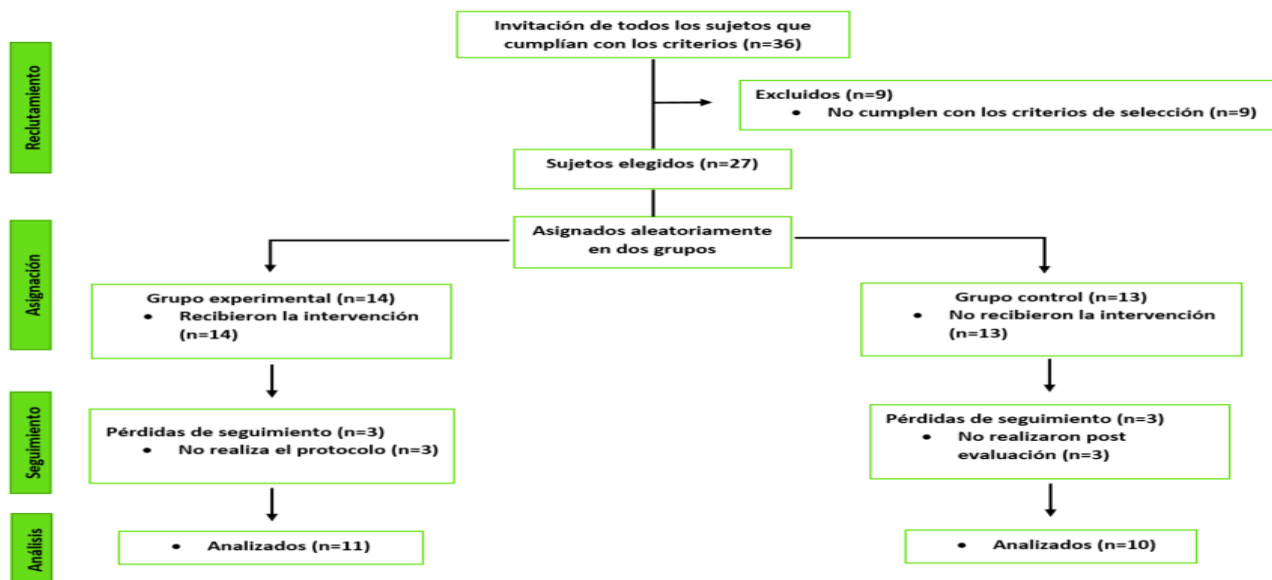 Reclutamiento
Invitación de todos los sujetos que
cumplían con los criterios (n=36)
Excluidos (n=9)
• No cumplen con los criterios de selección (n=9)
Sujetos elegidos (n=27)
Asignación
Asignados aleatoriamente
en dos grupos
Grupo experimental (n=14)
• Recibieron la intervención
(n=14)
Grupo control (n=13)
• No recibieron la intervención
(n=13)
Seguimiento
Pérdidas de seguimiento (n=3)
• No realiza el protocolo (n=3)
Pérdidas de seguimiento (n=3)
• No realizaron post
evaluación (n=3)
Análisis
• Analizados (n=11)
• Analizados (n=10)